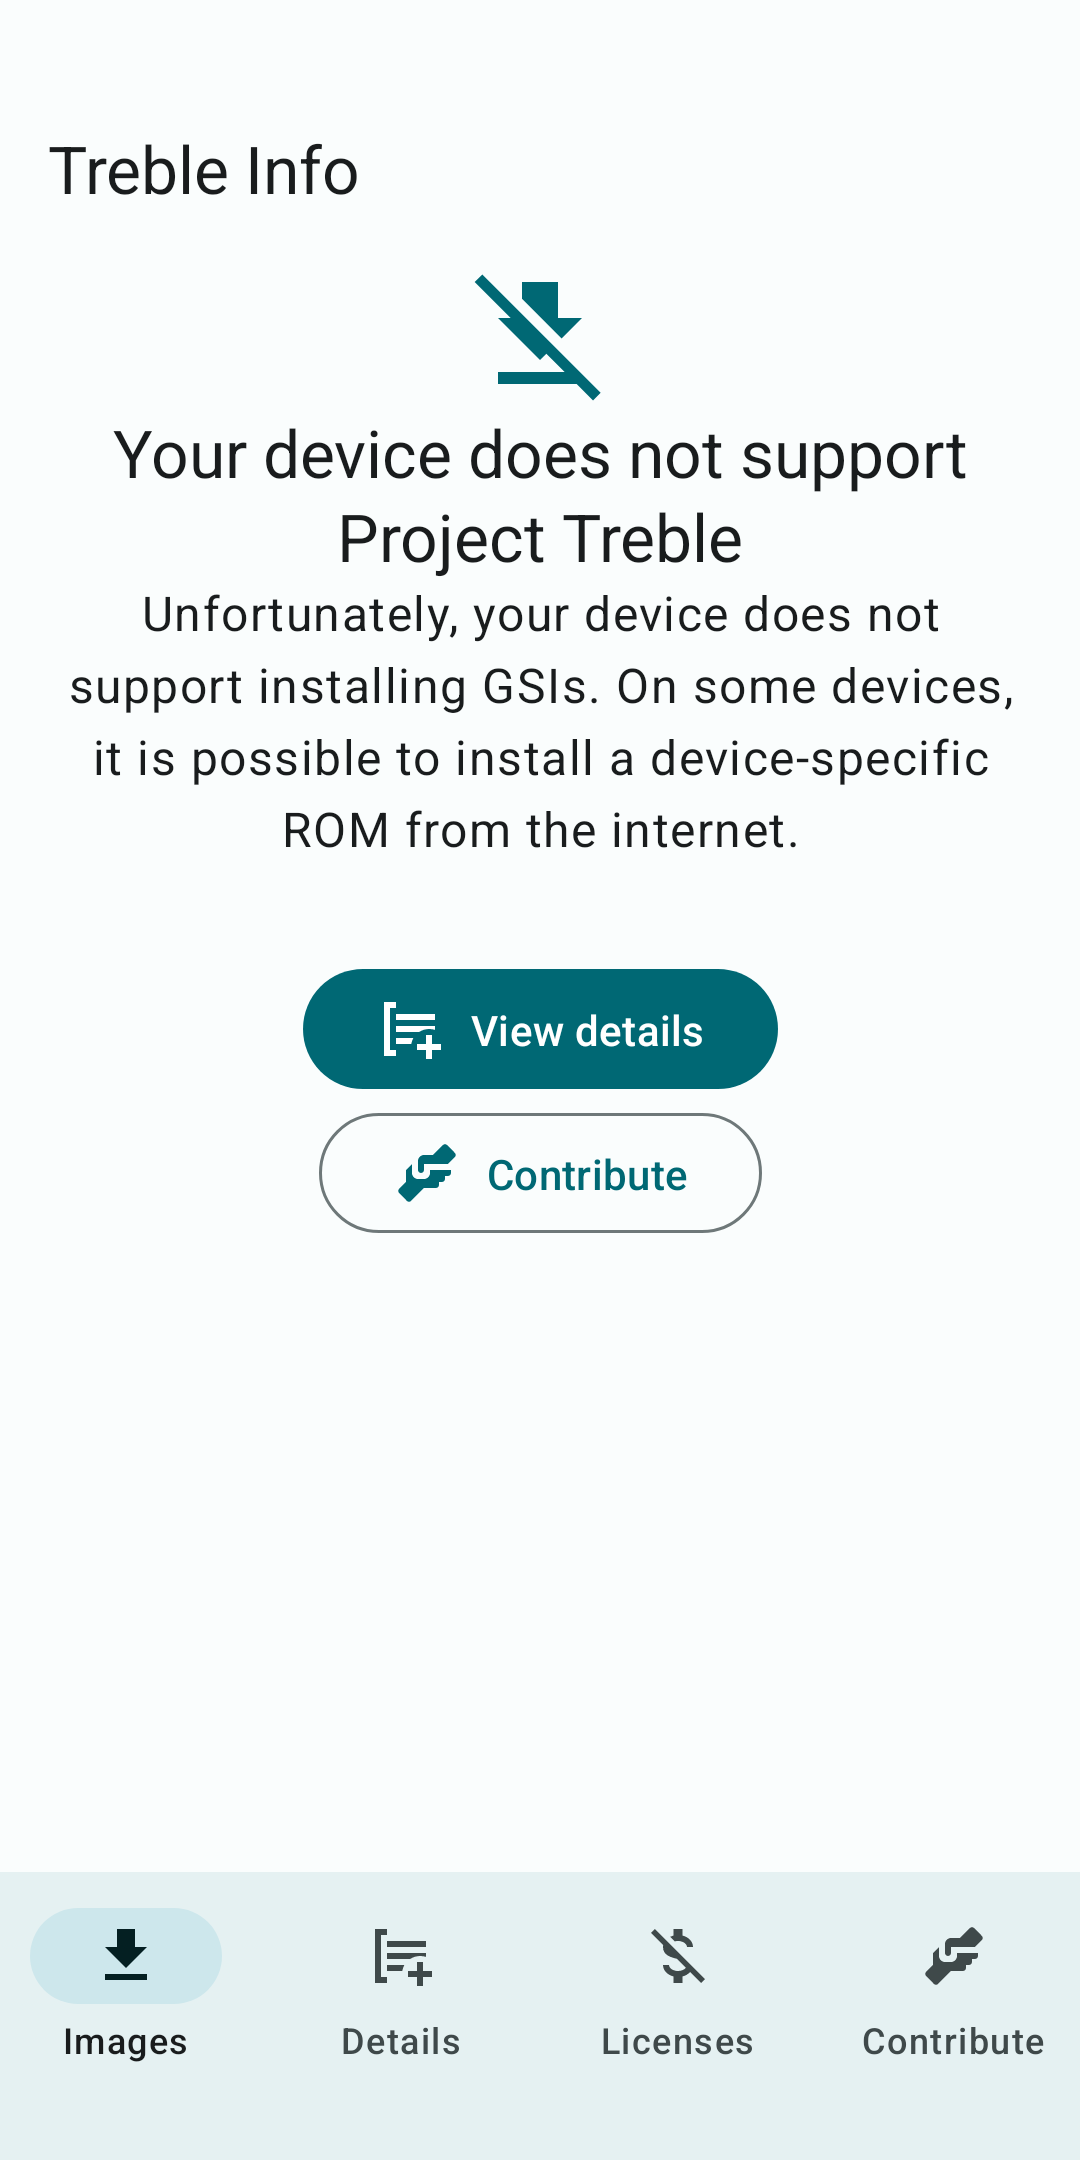 Treble Info
Your device does not support
Project Treble
Unfortunately, your device does not
support installing GSIs. On some devices,
it is possible to install a device-specific
ROM from the internet.
View details
Contribute
Images
Details
Licenses
Contribute